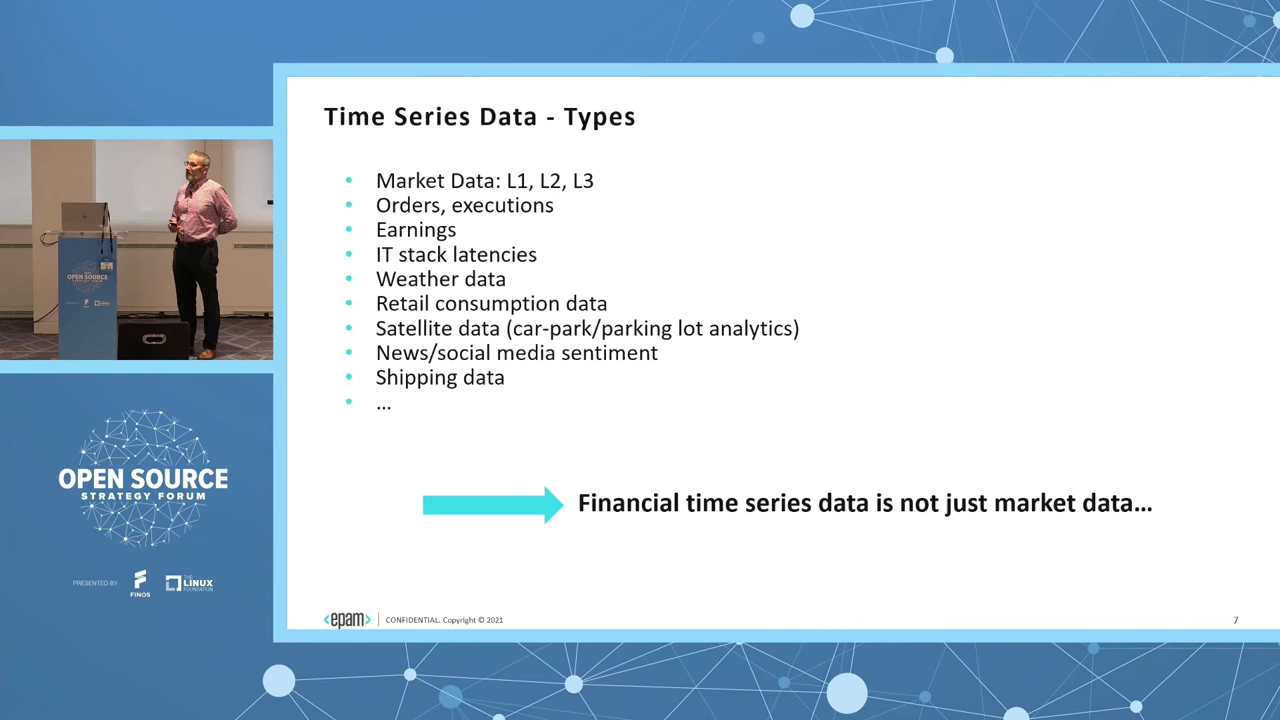 Time Series Data - Types
• Market Data: L1, L2, L3
• Orders, executions
• Earnings
• IT stack latencies
• Weather data
• Retail consumption data
• Satellite data (car-park/parking lot analytics)
• News/social media sentiment
• Shipping data
• ...
Financial time series data is not just market data...
<epam> | CONFIDENTIAL. Copyright © 2021
7
OPEN SOURCE
OPEN SOURCE
STRATEGY FORUM
PRESENTED BY
FINOS
THE LINUX FOUNDATION